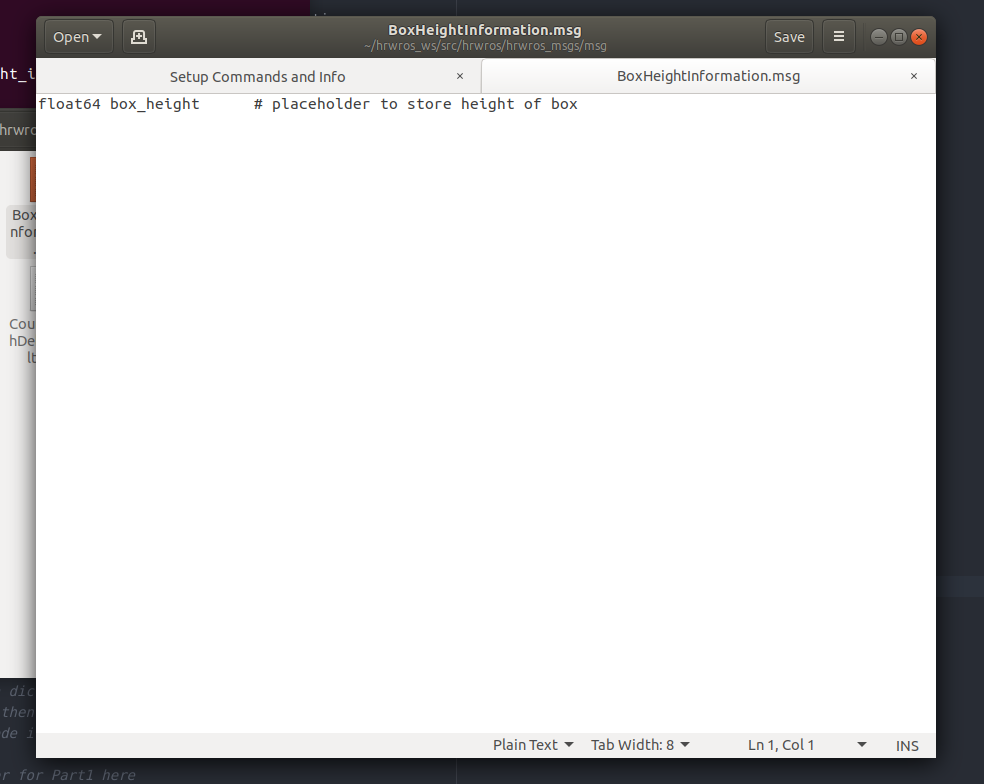 ht_i
Open
BoxHeightInformation.msg
~/hrwros_ws/src/hrwros/hrwros_msgs/msg
Save
Setup Commands and Info ×
BoxHeightInformation.msg ×
float64 box_height # placeholder to store height of box
hrwro
Box
nfor
Cou
hDe
lt
dic
then
de i
r for Part1 here
Plain Text Tab Width: 8 Ln 1, Col 1 INS